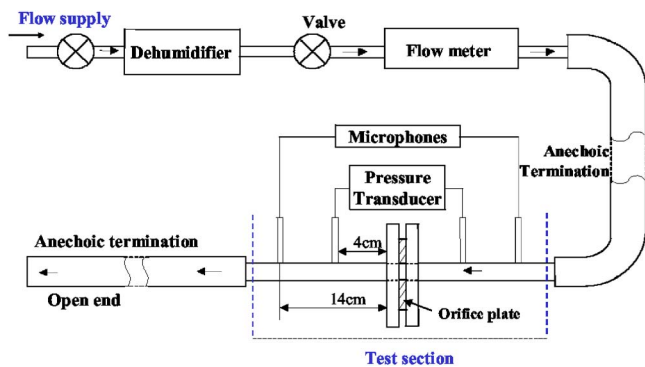 Flow supply
Valve
Dehumidifier
Flow meter
Microphones
Anechoic
Termination
Pressure
Transducer
4cm
Anechoic termination
Open end
14cm
Orifice plate
Test section